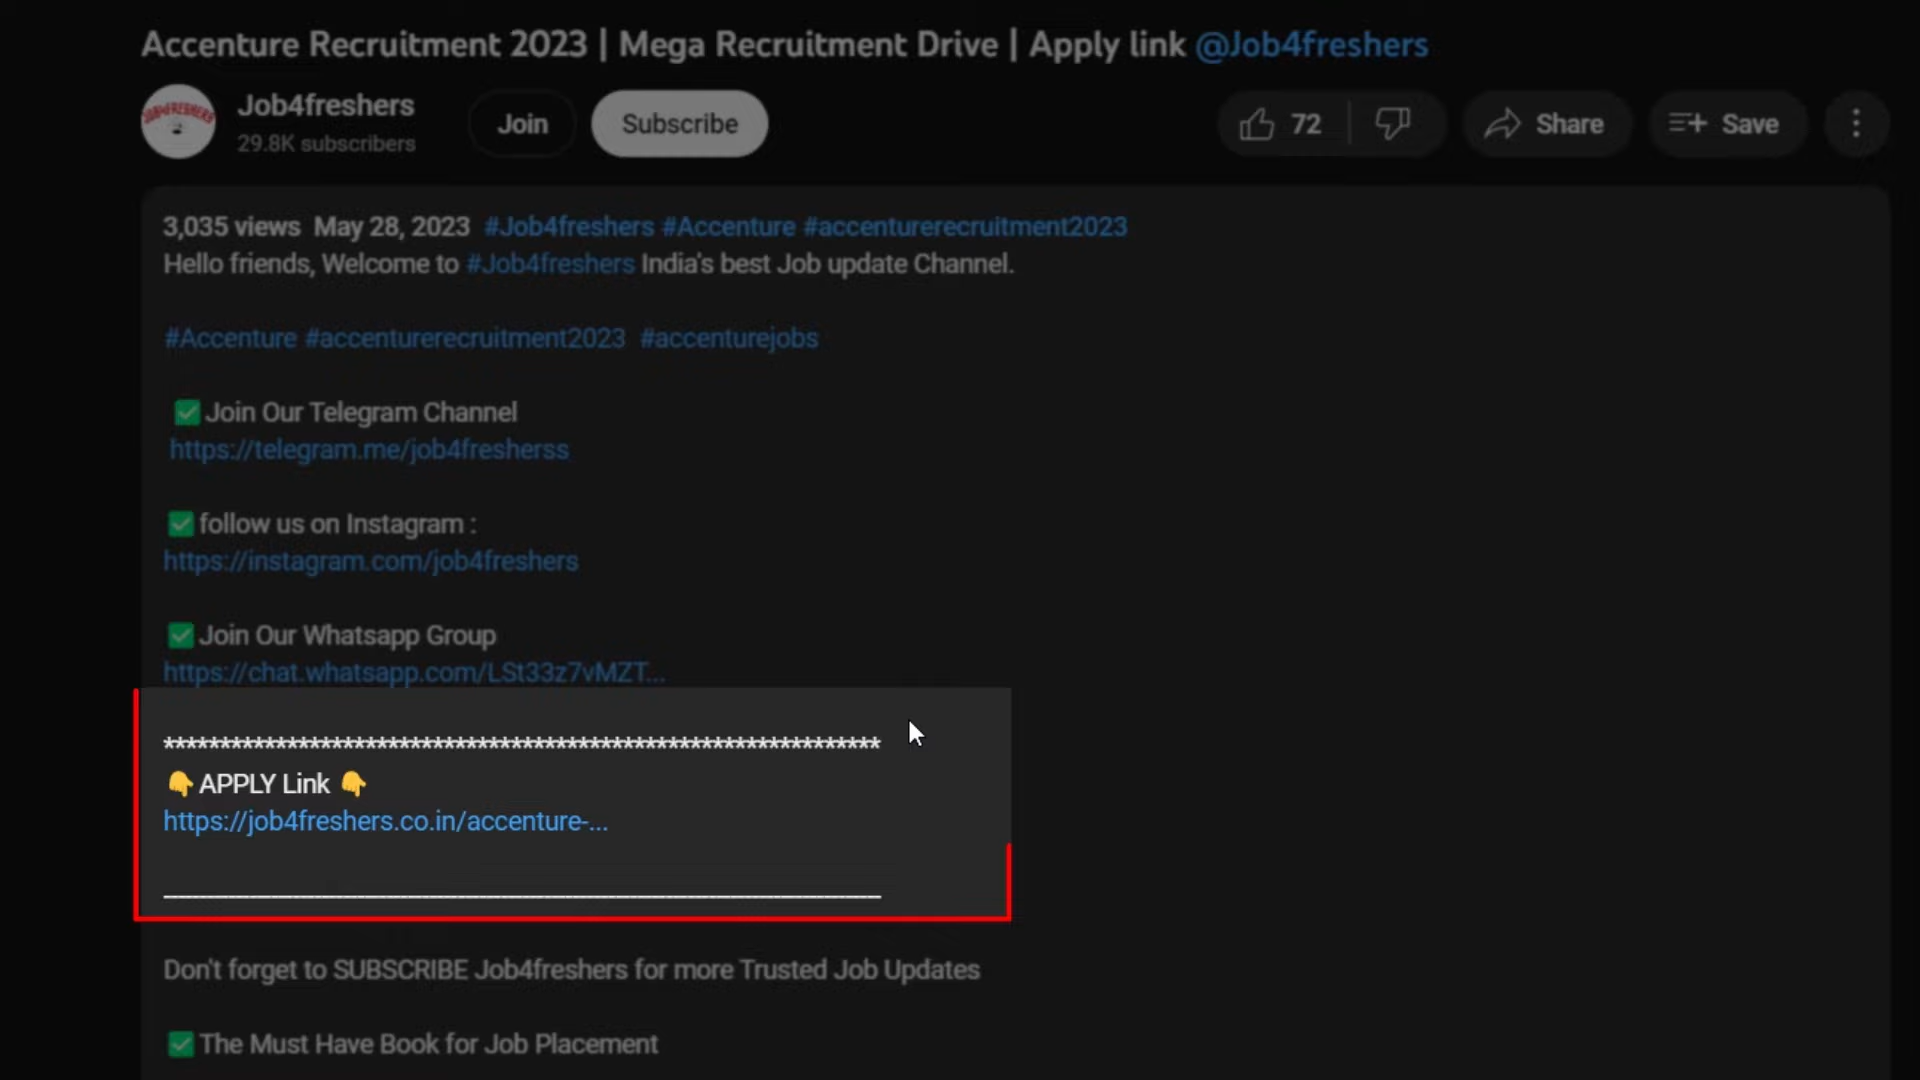 Accenture Recruitment 2023 | Mega Recruitment Drive | Apply link @Job4freshers
JOB4FRESHERS
Job4freshers
29.8K subscribers
Join
Subscribe
72
Share
Save
3,035 views May 28, 2023 #Job4freshers #Accenture #accenturerecruitment2023
Hello friends, Welcome to #Job4freshers India's best Job update Channel.
#Accenture #accenturerecruitment2023 #accenturejobs
✅Join Our Telegram Channel
https://telegram.me/job4fresherss
✅follow us on Instagram :
https://instagram.com/job4freshers
✅Join Our Whatsapp Group
https://chat.whatsapp.com/LSt33z7vMZT...
****************************************************************
👇APPLY Link 👇
https://job4freshers.co.in/accenture-...
Don't forget to SUBSCRIBE Job4freshers for more Trusted Job Updates
✅The Must Have Book for Job Placement